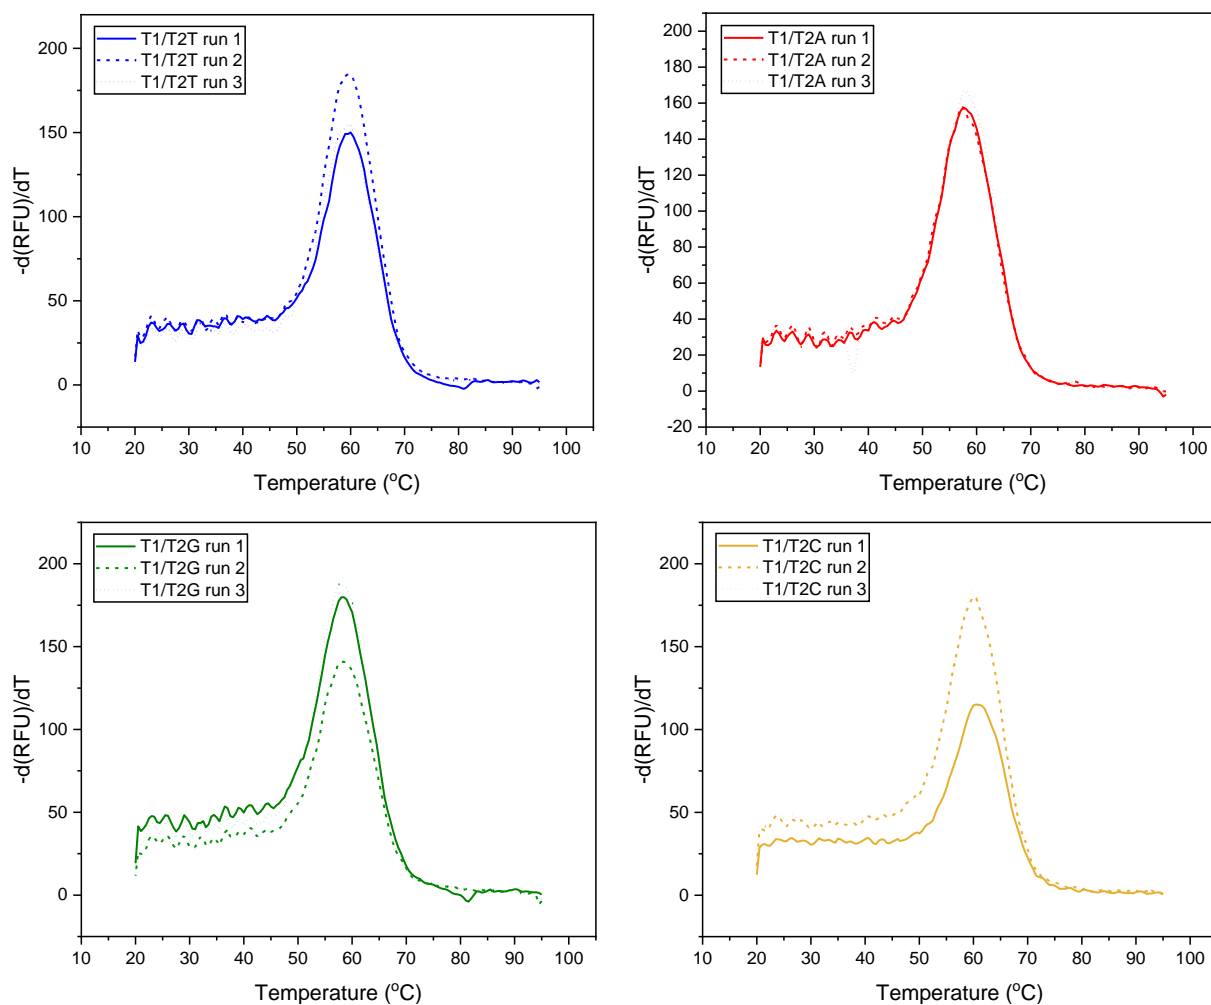 T1/T2T run 1
T1/T2T run 2
T1/T2T run 3
200
150
100
50
0
-d(RFU)/dT
10 20 30 40 50 60 70 80 90 100
Temperature (°C)
T1/T2A run 1
T1/T2A run 2
T1/T2A run 3
200
180
160
140
120
100
80
60
40
20
0
-20
-d(RFU)/dT
10 20 30 40 50 60 70 80 90 100
Temperature (°C)
T1/T2G run 1
T1/T2G run 2
T1/T2G run 3
200
150
100
50
0
-d(RFU)/dT
10 20 30 40 50 60 70 80 90 100
Temperature (°C)
T1/T2C run 1
T1/T2C run 2
T1/T2C run 3
200
150
100
50
0
-d(RFU)/dT
10 20 30 40 50 60 70 80 90 100
Temperature (°C)